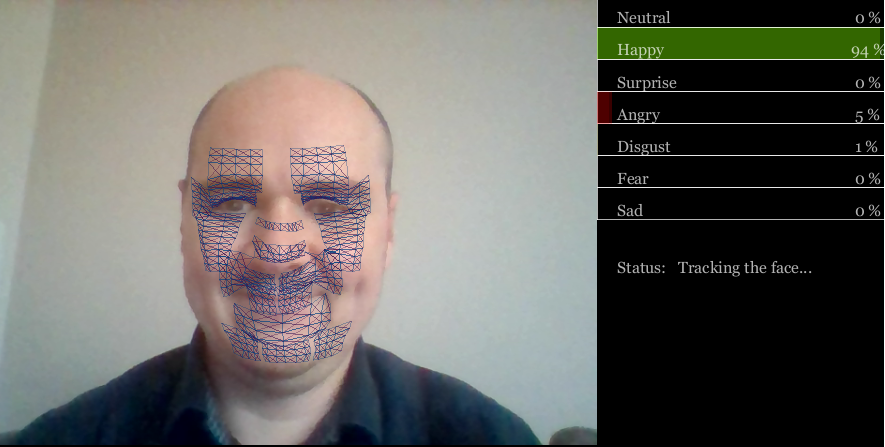 Neutral 0 %
Happy 94 %
Surprise 0 %
Angry 5 %
Disgust 1 %
Fear 0 %
Sad 0 %
Status: Tracking the face...